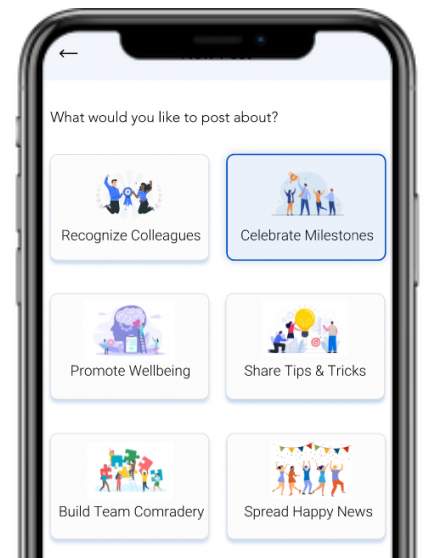 What would you like to post about?
Recognize Colleagues
Celebrate Milestones
Promote Wellbeing
Share Tips & Tricks
Build Team Comradery
Spread Happy News